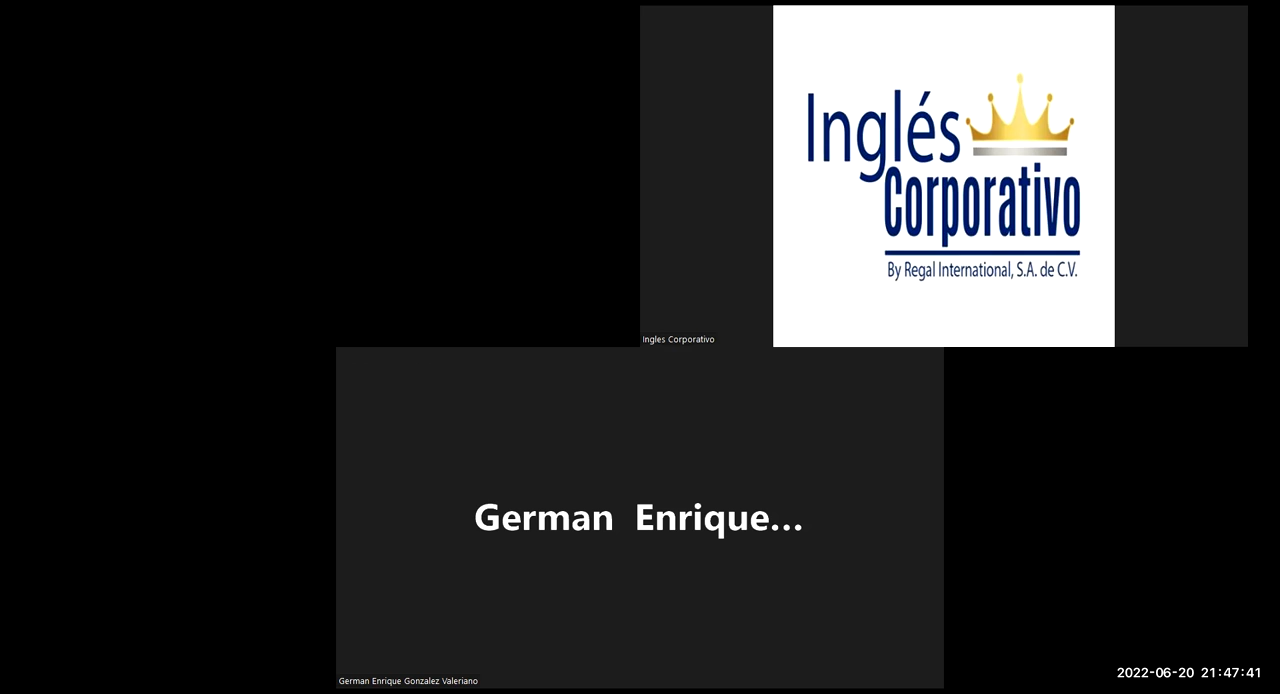 Inglés
Corporativo
By Regal International, S.A. de C.V.
Ingles Corporativo
German Enrique...
German Enrique Gonzalez Valeriano
2022-06-20 21:47:41